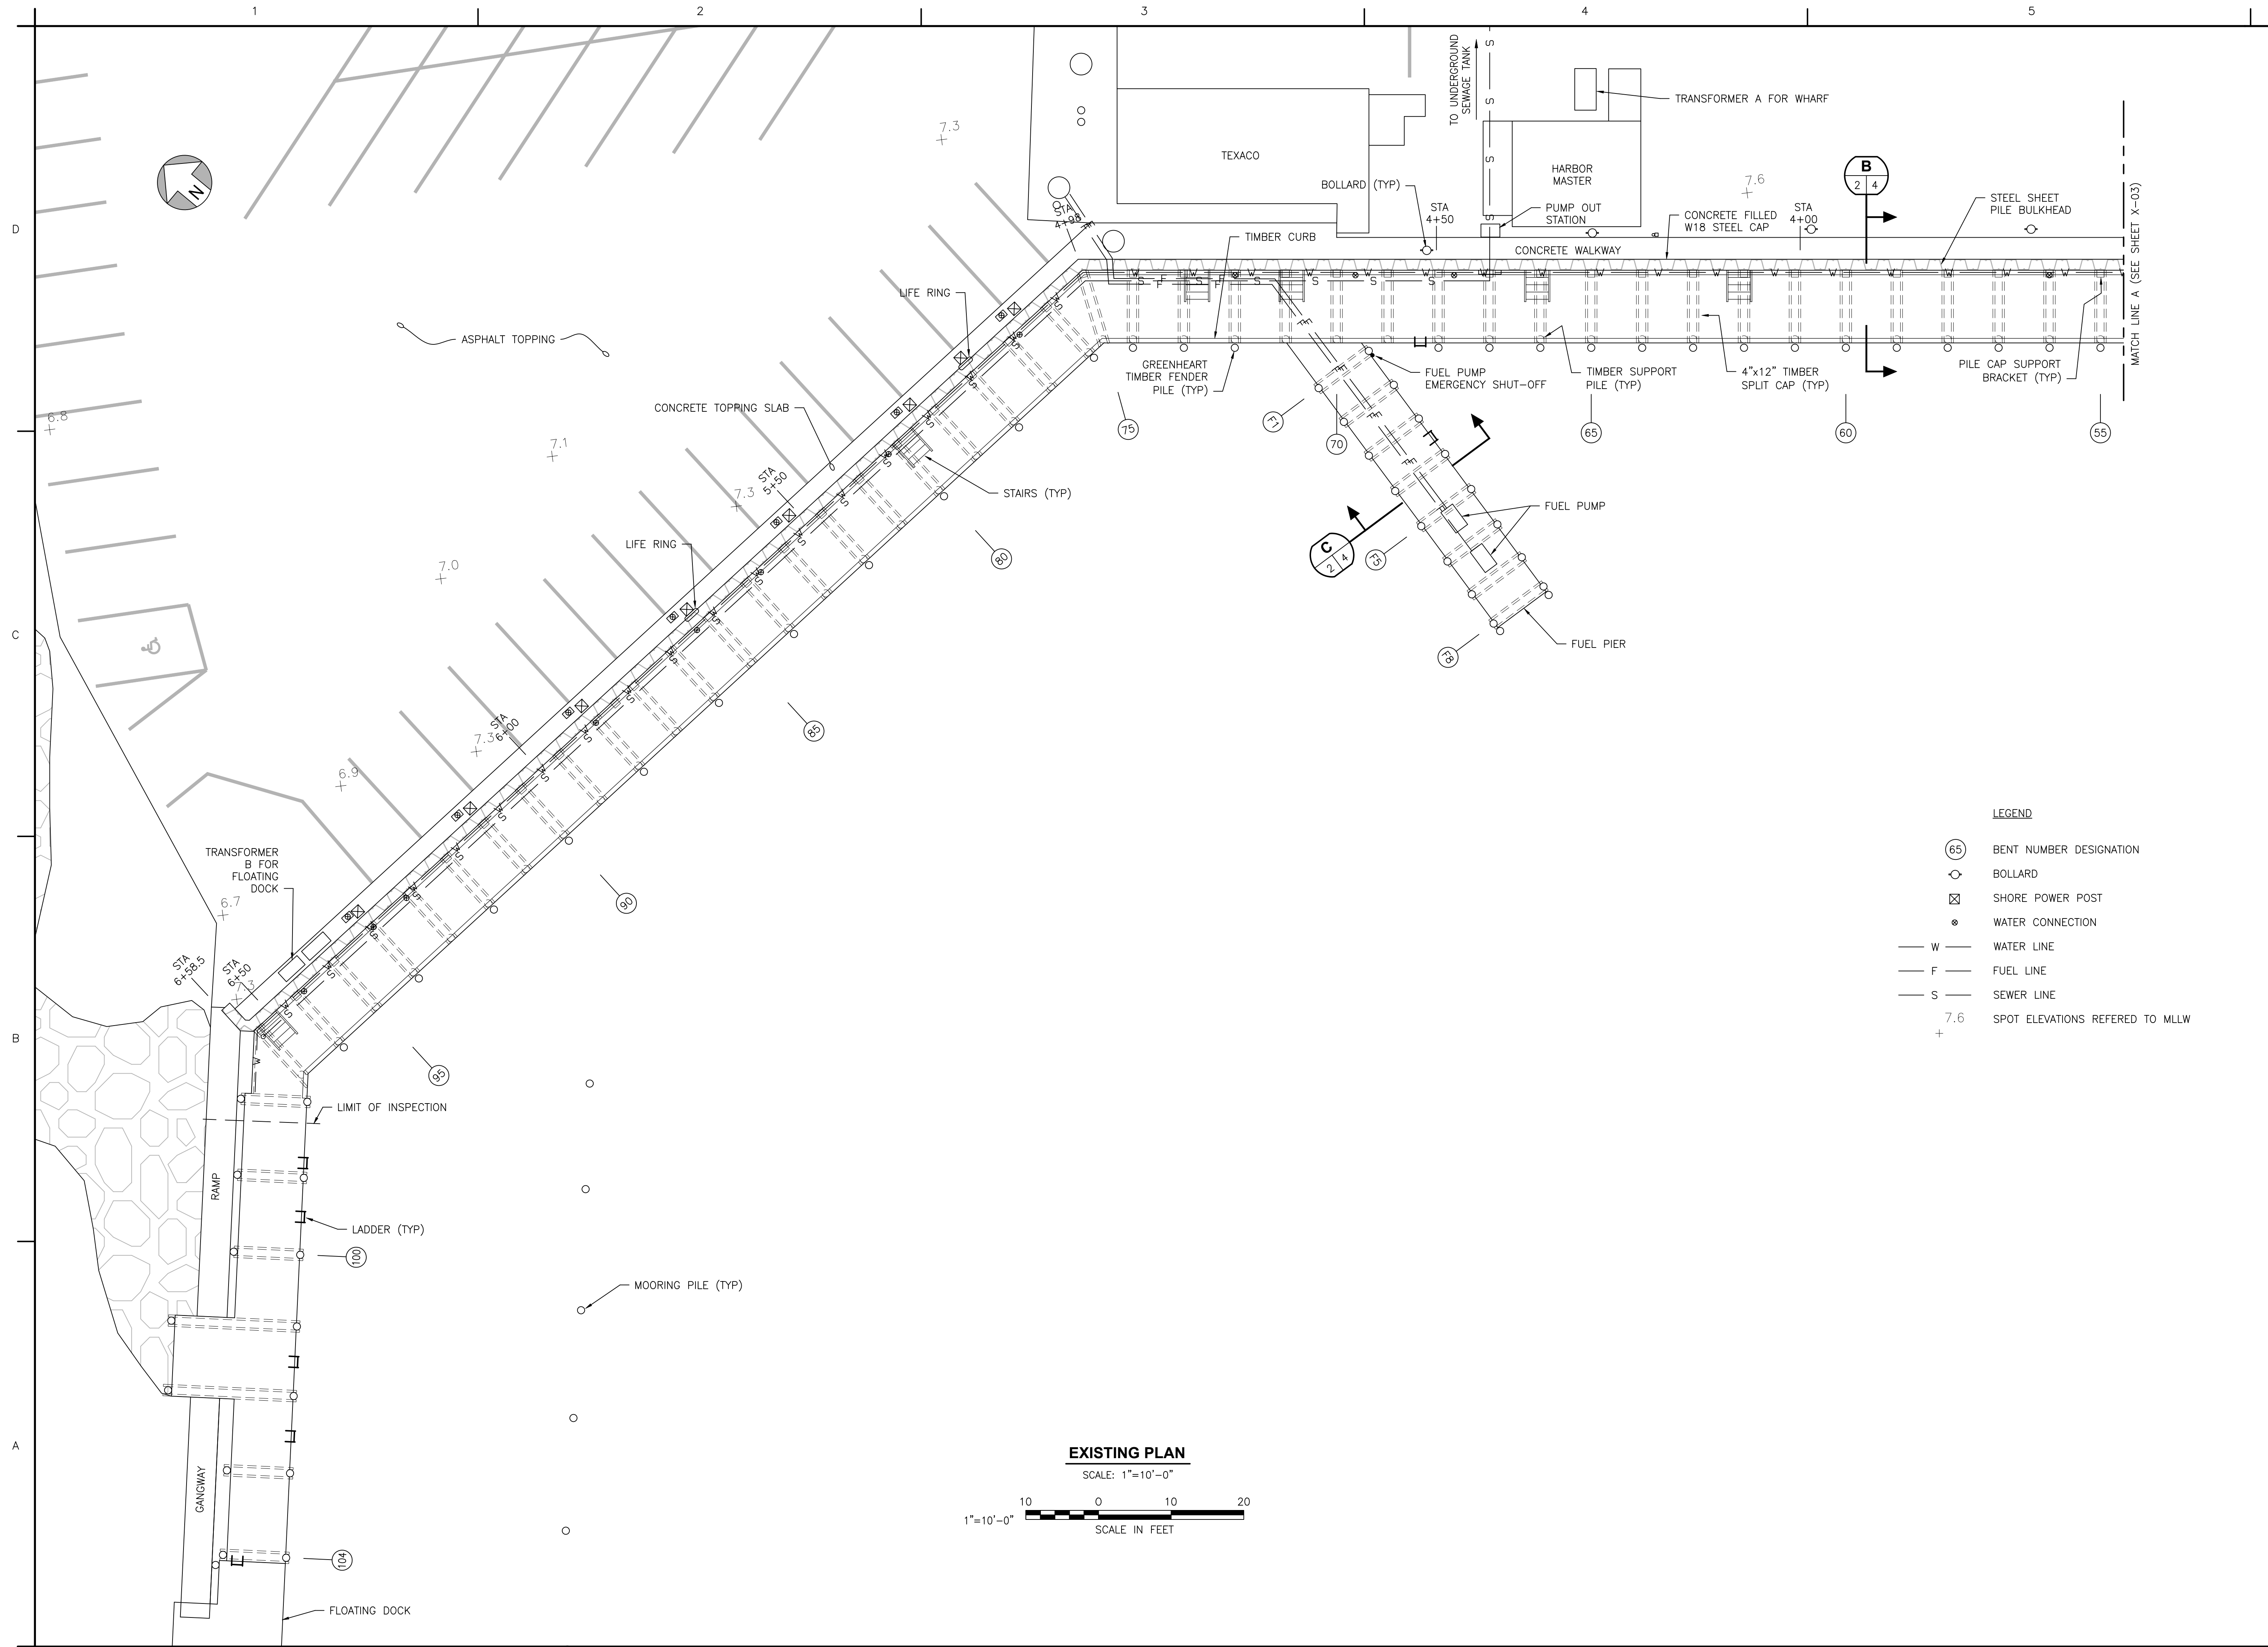 1
2
3
4
5
D
C
B
A
D
C
B
A
N
7.3
TO UNDERGROUND
SEWAGE TANK
S
S
S
S
TRANSFORMER A FOR WHARF
TEXACO
HARBOR
MASTER
BOLLARD (TYP)
STA
4+50
PUMP OUT
STATION
7.6
CONCRETE FILLED
W18 STEEL CAP
STA
4+00
B
2 4
STEEL SHEET
PILE BULKHEAD
MATCH LINE A (SEE SHEET X-03)
TIMBER CURB
CONCRETE WALKWAY
LIFE RING
ASPHALT TOPPING
GREENHEART
TIMBER FENDER
PILE (TYP)
FUEL PUMP
EMERGENCY SHUT-OFF
TIMBER SUPPORT
PILE (TYP)
4"x12" TIMBER
SPLIT CAP (TYP)
PILE CAP SUPPORT
BRACKET (TYP)
6.8
CONCRETE TOPPING SLAB
75
F1
70
65
60
55
7.1
STA
5+50
7.3
STAIRS (TYP)
FUEL PUMP
LIFE RING
80
C
2 4
F5
7.0
FUEL PIER
F8
STA
6+00
7.3
85
6.9
TRANSFORMER
B FOR
FLOATING
DOCK
6.7
90
STA
6+58.5
STA
6+50
7.3
95
LIMIT OF INSPECTION
RAMP
LADDER (TYP)
100
MOORING PILE (TYP)
GANGWAY
104
FLOATING DOCK
LEGEND
65 BENT NUMBER DESIGNATION
BOLLARD
SHORE POWER POST
WATER CONNECTION
W WATER LINE
F FUEL LINE
S SEWER LINE
7.6 SPOT ELEVATIONS REFERED TO MLLW
EXISTING PLAN
SCALE: 1"=10'-0"
10 0 10 20
1"=10'-0"
SCALE IN FEET